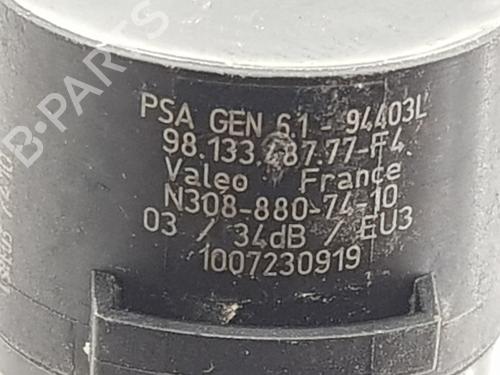 B-PARTS
PSA GEN 6.1 - 94403L
98.133.487.77-F4
Valeo France
N308-880-74-10
03 / 34dB / EU3
1007230919